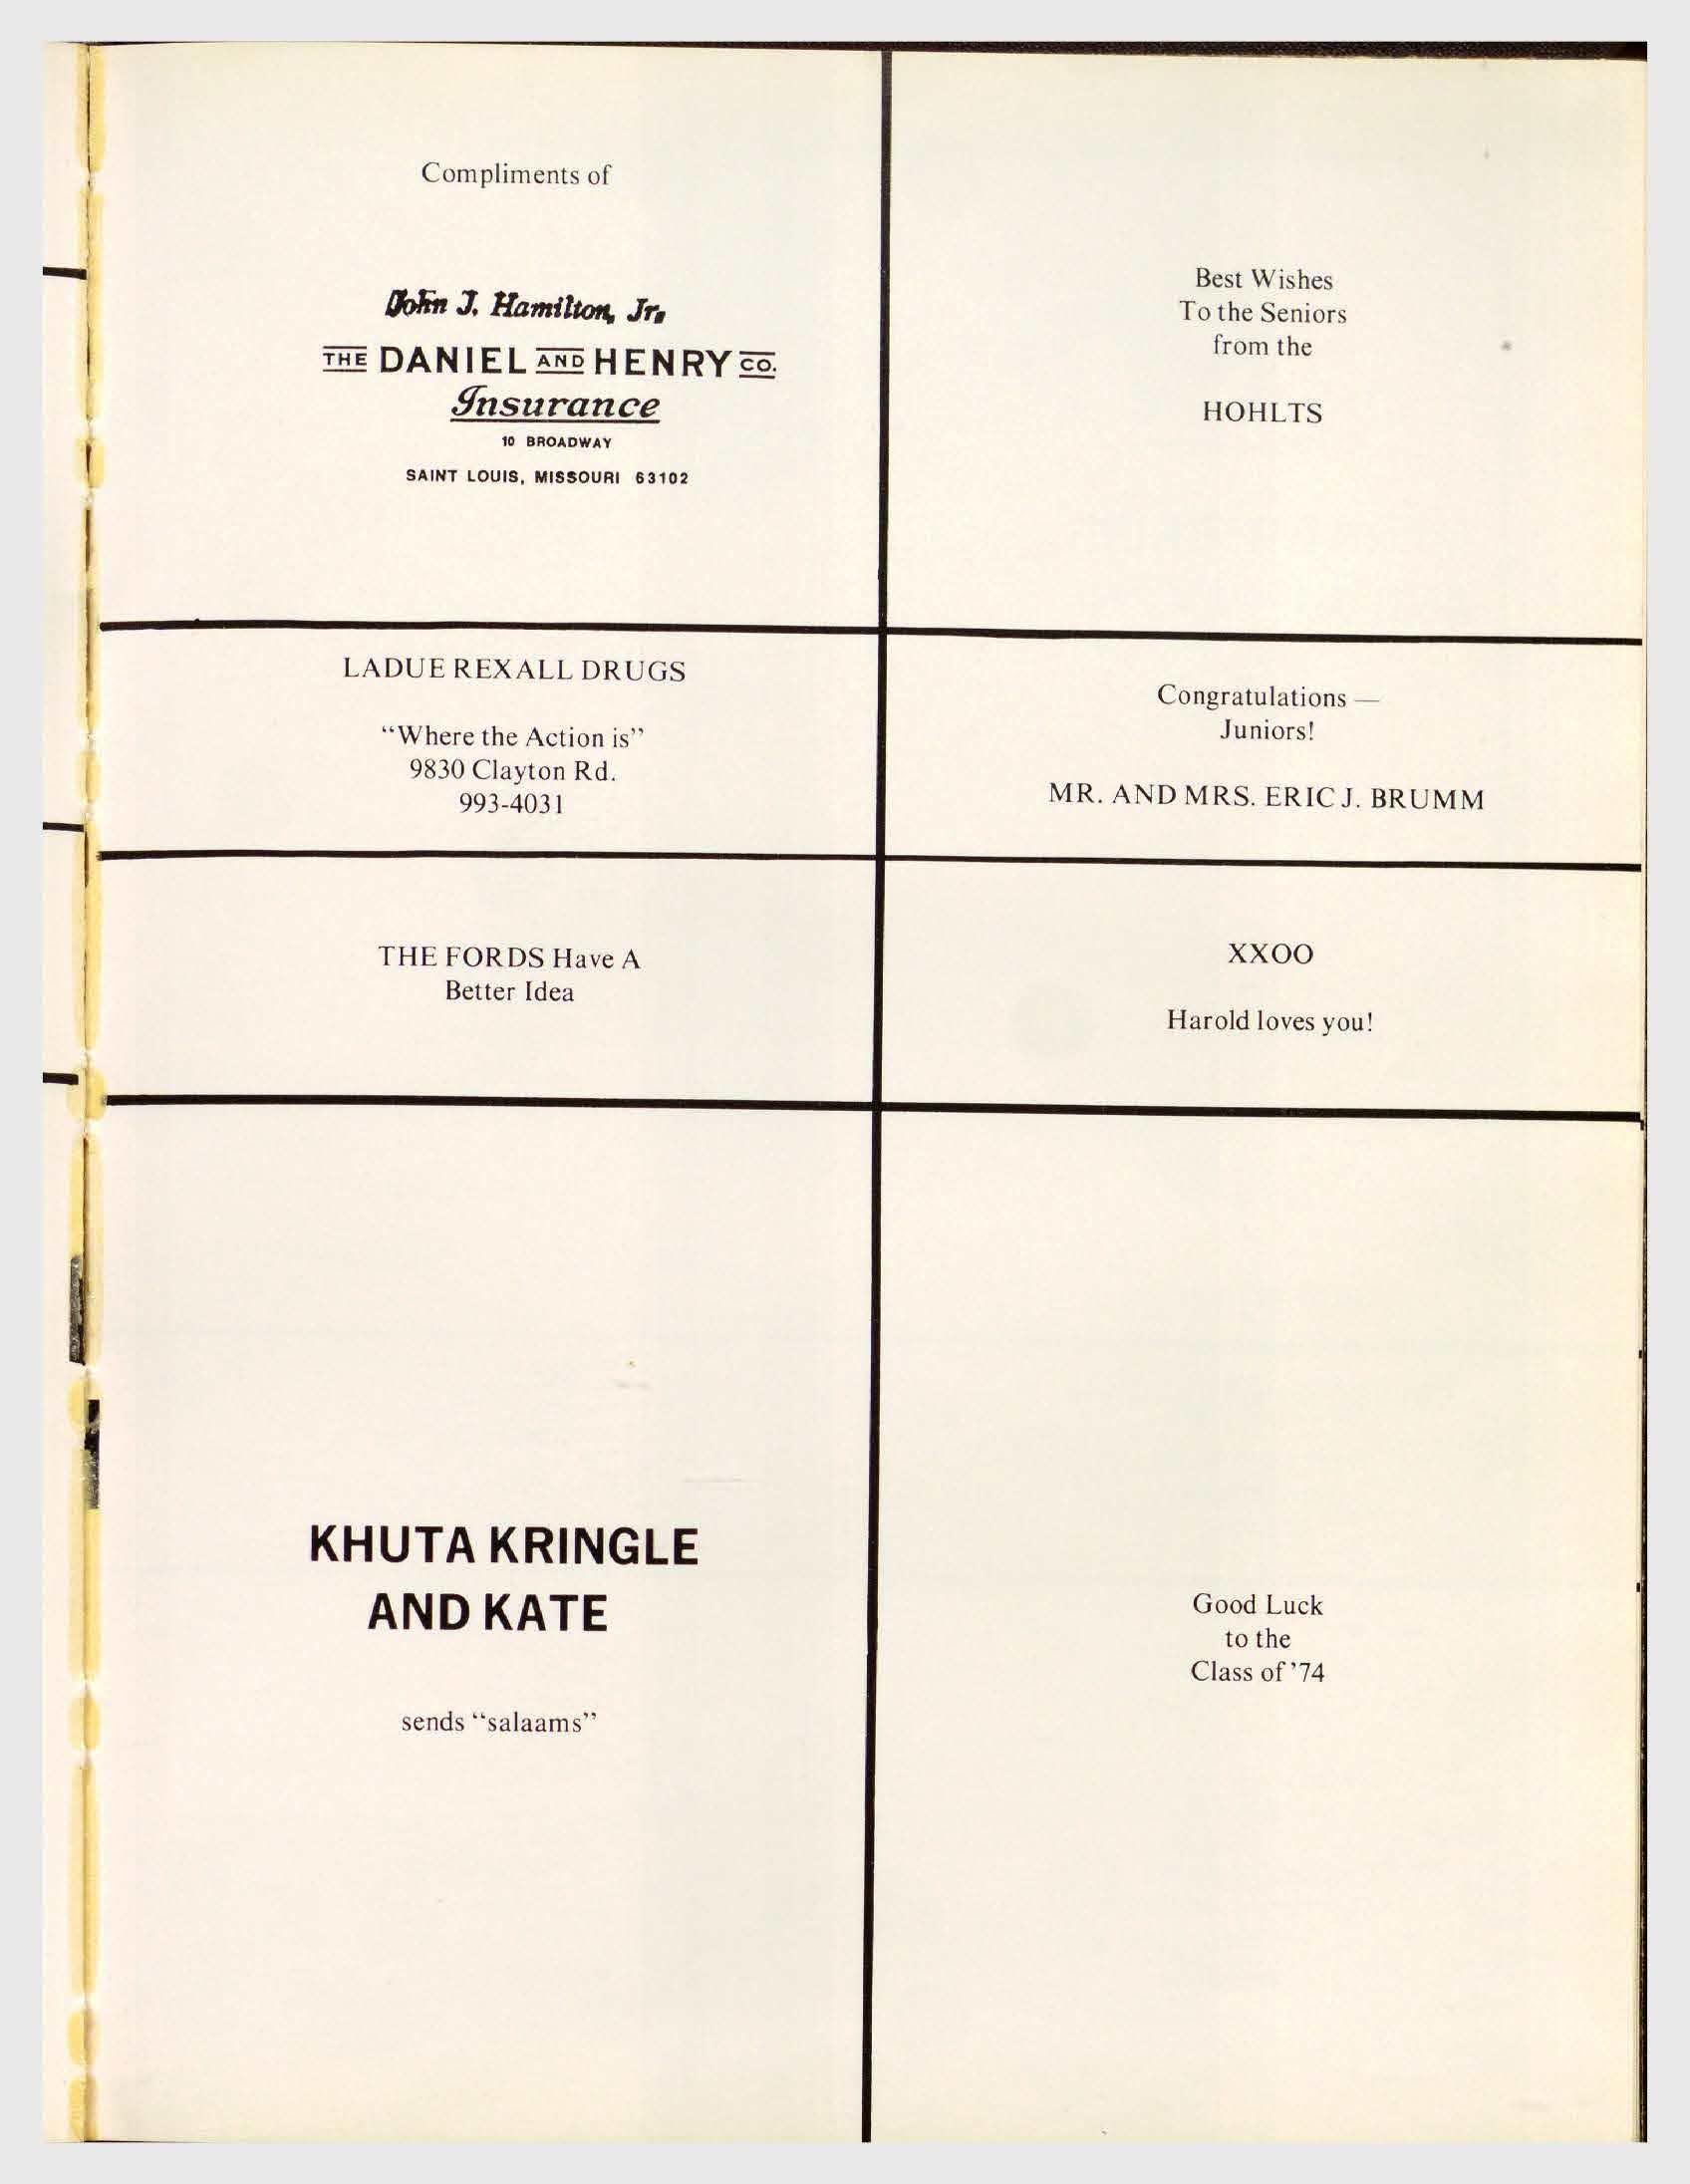 Compliments of
John J. Hamilton, Jr.
THE DANIEL AND HENRY CO.
Insurance
10 BROADWAY
SAINT LOUIS, MISSOURI 63102
Best Wishes
To the Seniors
from the
HOHLTS
LADUE REXALL DRUGS
“Where the Action is”
9830 Clayton Rd.
993-4031
Congratulations —
Juniors!
MR. AND MRS. ERIC J. BRUMM
THE FORDS Have A
Better Idea
XXOO
Harold loves you!
KHUTA KRINGLE
AND KATE
sends “salaams”
Good Luck
to the
Class of ’74